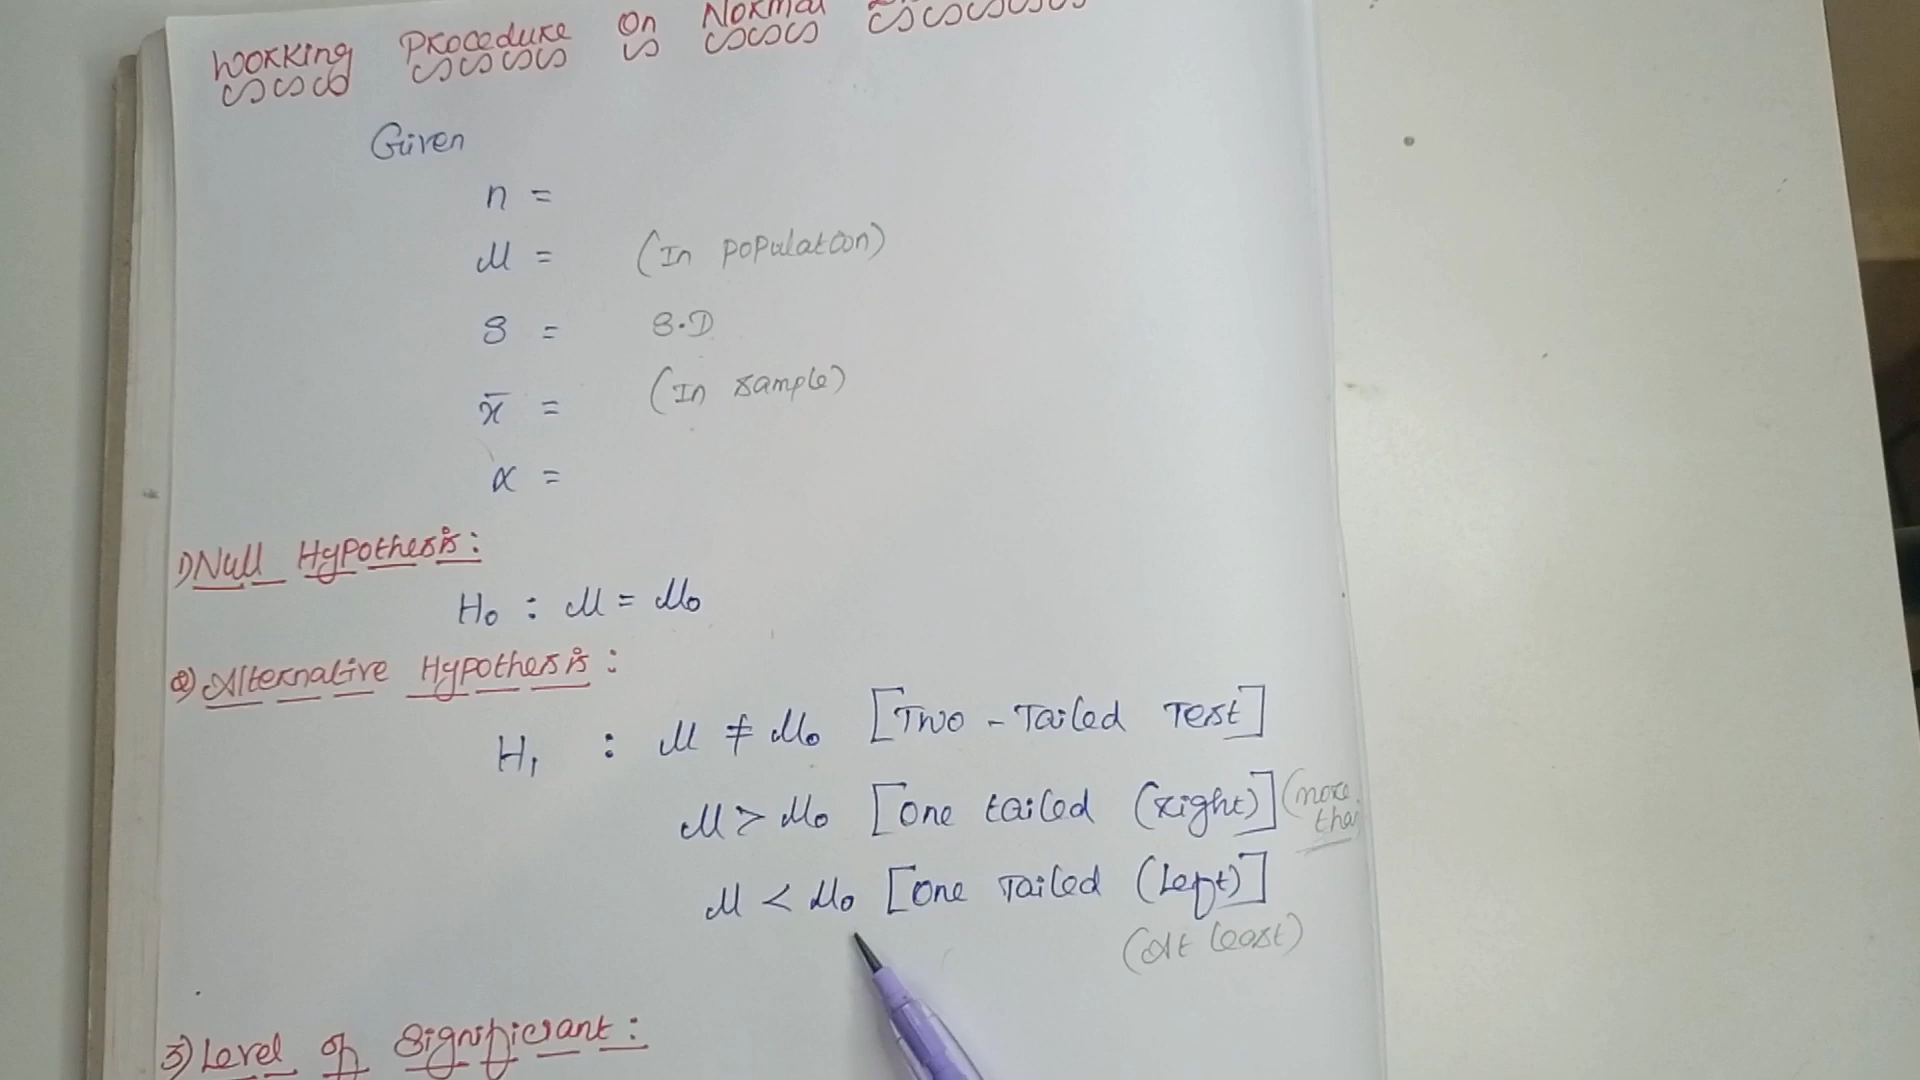 Working Procedure on Normal
Given
n =
μ = (In population)
S = S.D
x̄ = (In sample)
α =
1) Null Hypothesis:
H₀ : μ = μ₀
2) Alternative Hypothesis:
H₁ : μ ≠ μ₀ [Two - Tailed Test]
μ > μ₀ [one tailed (right)] (more than
μ < μ₀ [one Tailed (Left)]
(At least)
3) Level of Significant: